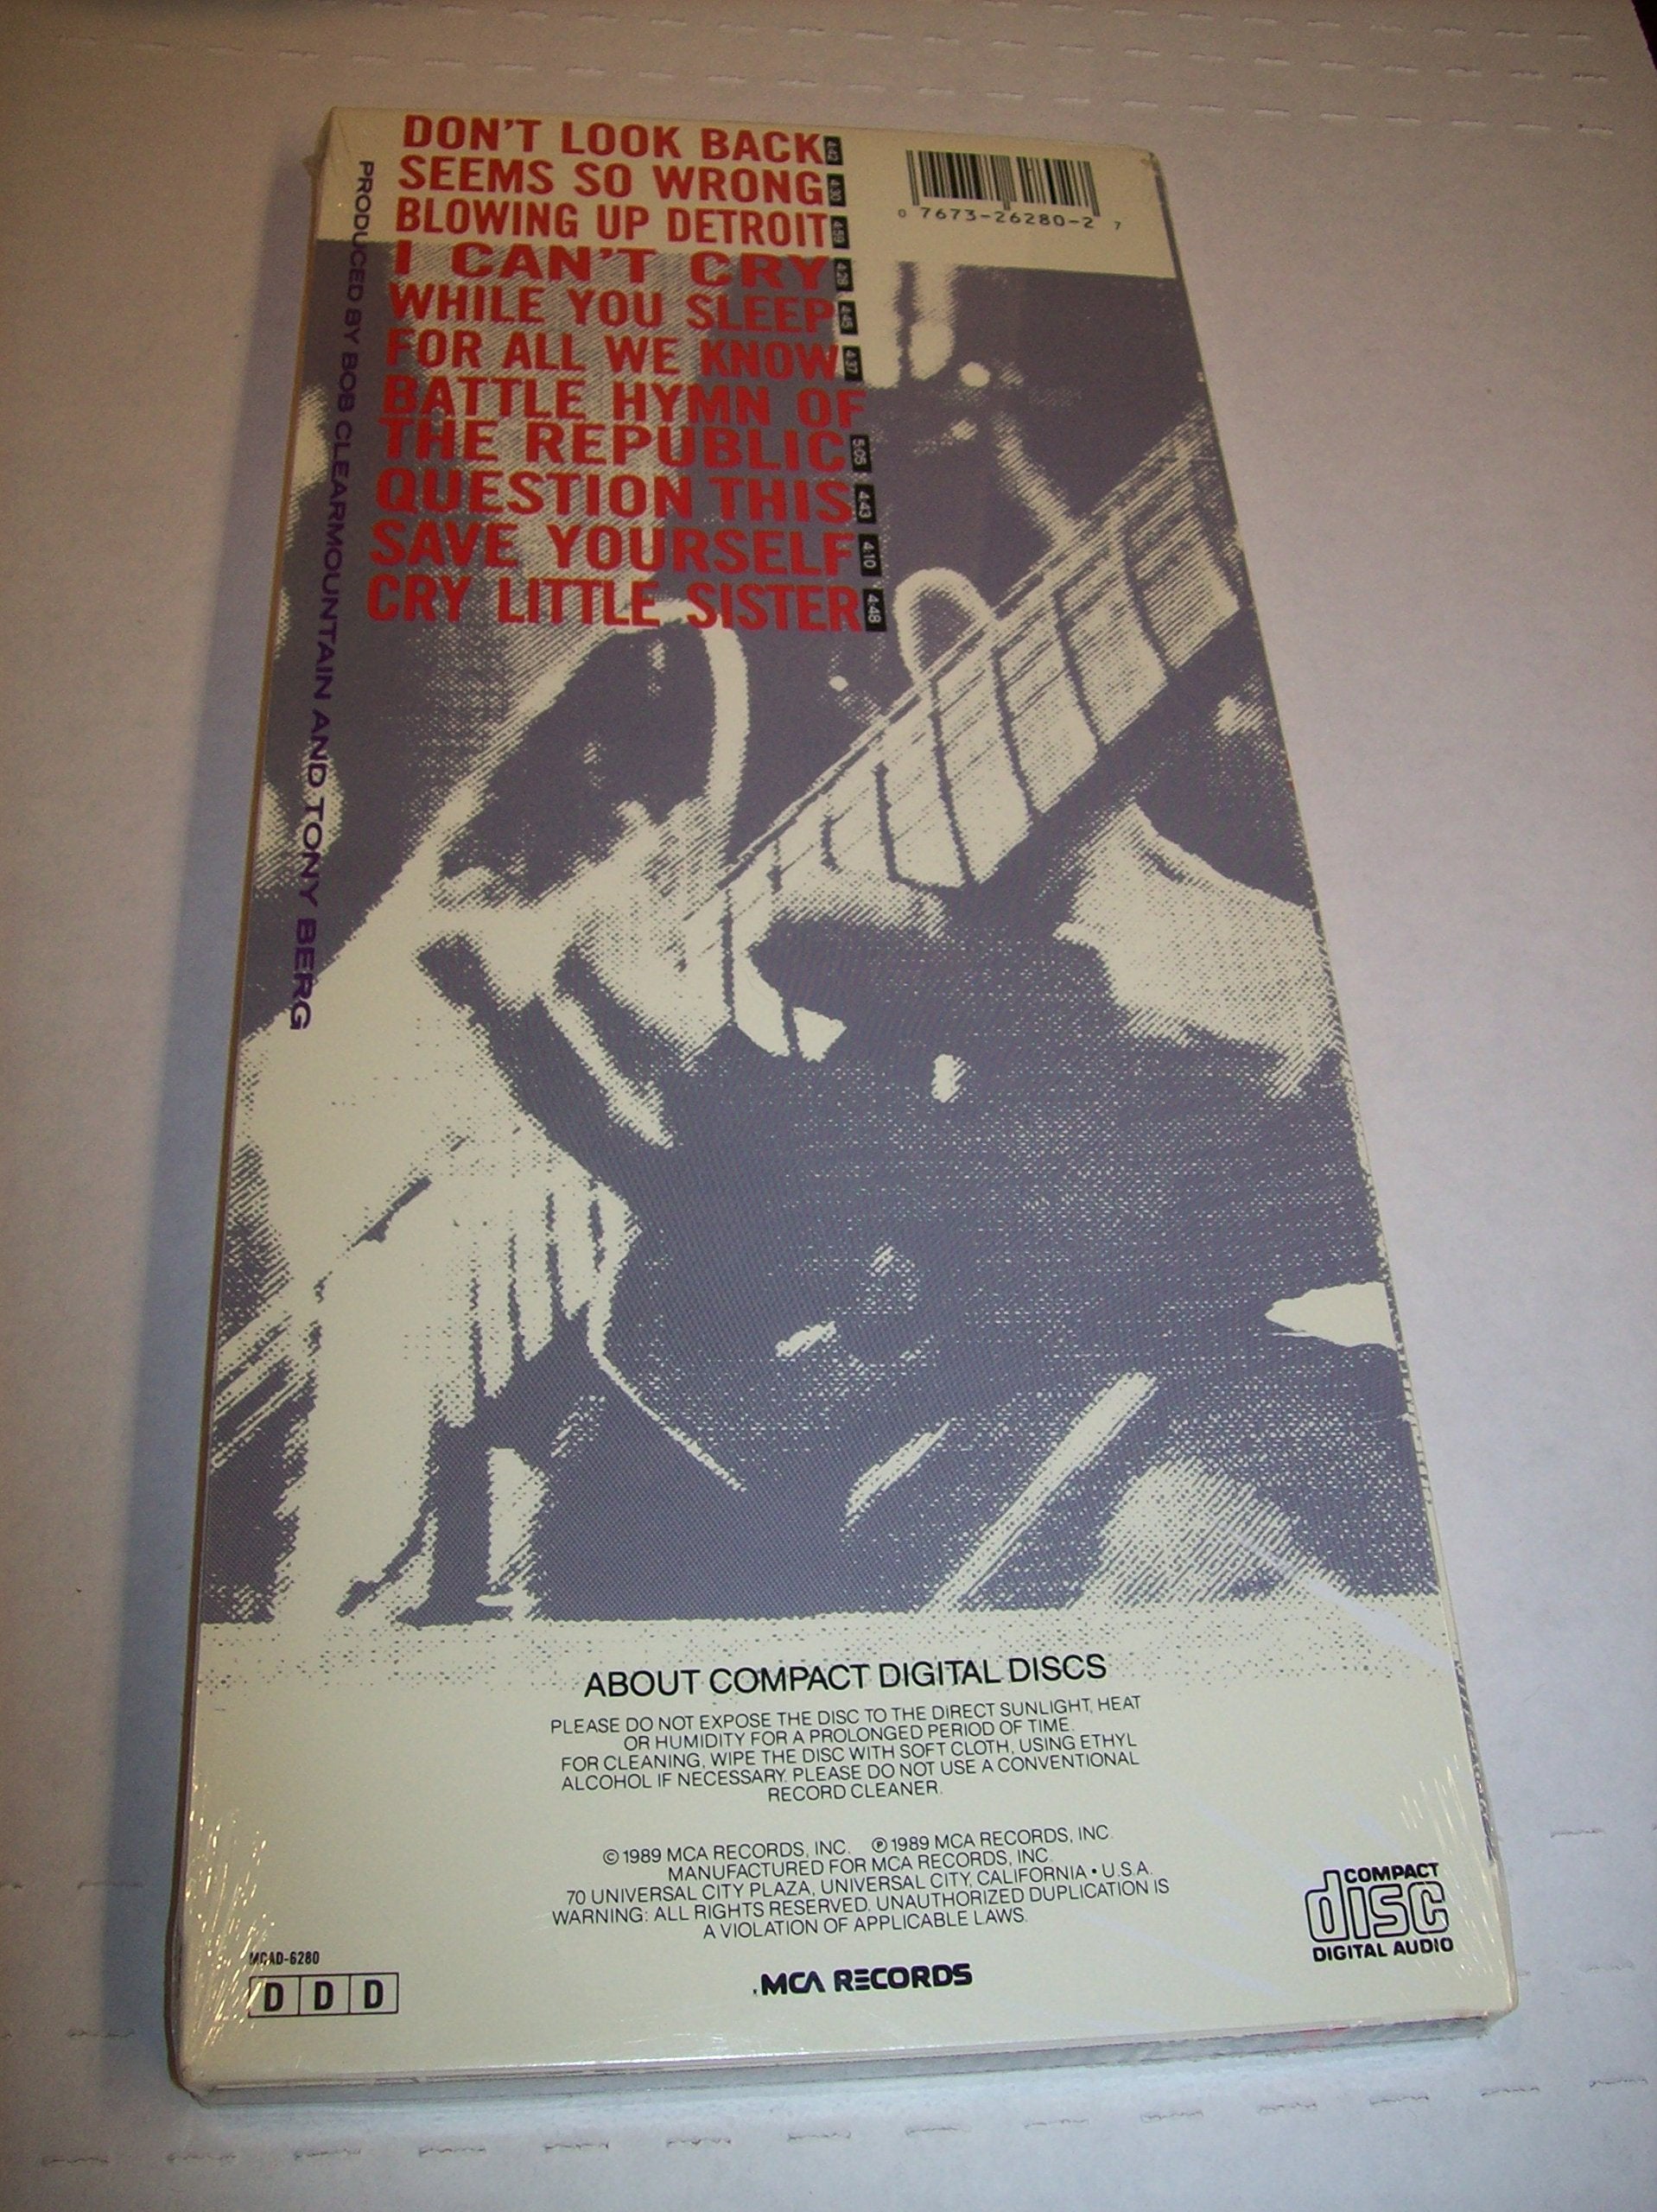 DON'T LOOK BACK 4:42
SEEMS SO WRONG 4:30
BLOWING UP DETROIT 4:59
I CAN'T CRY 4:28
WHILE YOU SLEEP 4:45
FOR ALL WE KNOW 4:37
BATTLE HYMN OF
THE REPUBLIC 5:05
QUESTION THIS 4:43
SAVE YOURSELF 4:10
CRY LITTLE SISTER 4:48
0 7673-26280-2 7
PRODUCED BY BOB CLEARMOUNTAIN AND TONY BERG
ABOUT COMPACT DIGITAL DISCS
PLEASE DO NOT EXPOSE THE DISC TO THE DIRECT SUNLIGHT, HEAT
OR HUMIDITY FOR A PROLONGED PERIOD OF TIME.
FOR CLEANING, WIPE THE DISC WITH SOFT CLOTH, USING ETHYL
ALCOHOL IF NECESSARY. PLEASE DO NOT USE A CONVENTIONAL
RECORD CLEANER.
© 1989 MCA RECORDS, INC. ℗ 1989 MCA RECORDS, INC.
MANUFACTURED FOR MCA RECORDS, INC.
70 UNIVERSAL CITY PLAZA, UNIVERSAL CITY, CALIFORNIA • U.S.A.
WARNING: ALL RIGHTS RESERVED. UNAUTHORIZED DUPLICATION IS
A VIOLATION OF APPLICABLE LAWS.
MCAD-6280
D D D
MCA RECORDS
COMPACT
disc
DIGITAL AUDIO